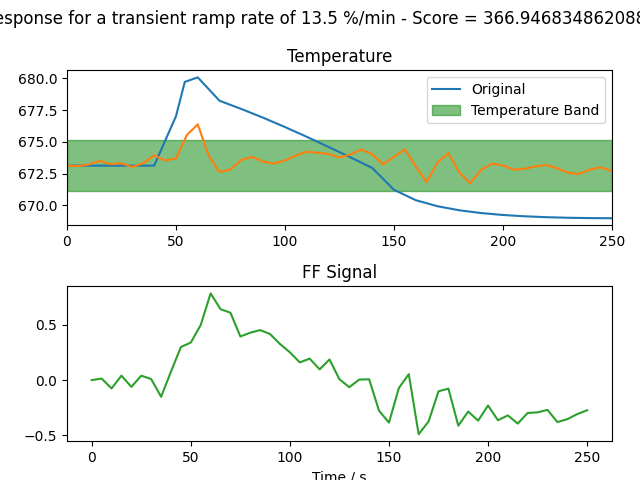 esponse for a transient ramp rate of 13.5 %/min - Score = 366.946834862088
Temperature
680.0
677.5
675.0
672.5
670.0
Original
Temperature Band
0 50 100 150 200 250
FF Signal
0.5
0.0
−0.5
0 50 100 150 200 250
Time / s